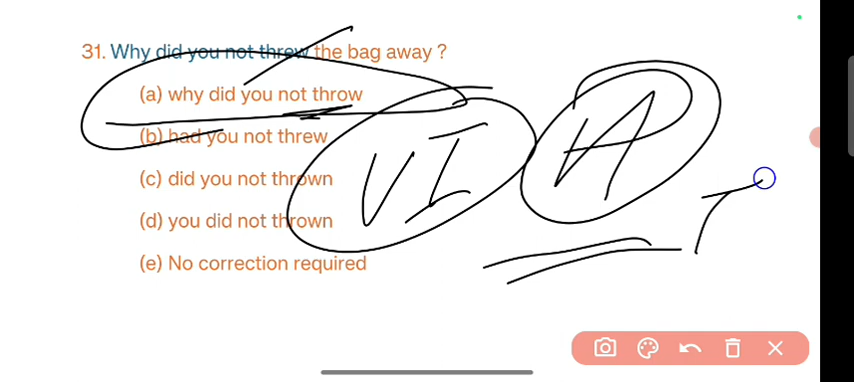 31. Why did you not threw the bag away ?
(a) why did you not throw
(b) had you not threw
(c) did you not thrown
(d) you did not thrown
(e) No correction required
VI